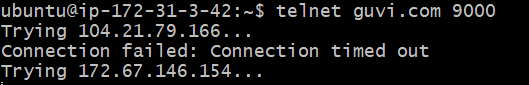 ubuntu@ip-172-31-3-42:~$ telnet guvi.com 9000
Trying 104.21.79.166...
Connection failed: Connection timed out
Trying 172.67.146.154...